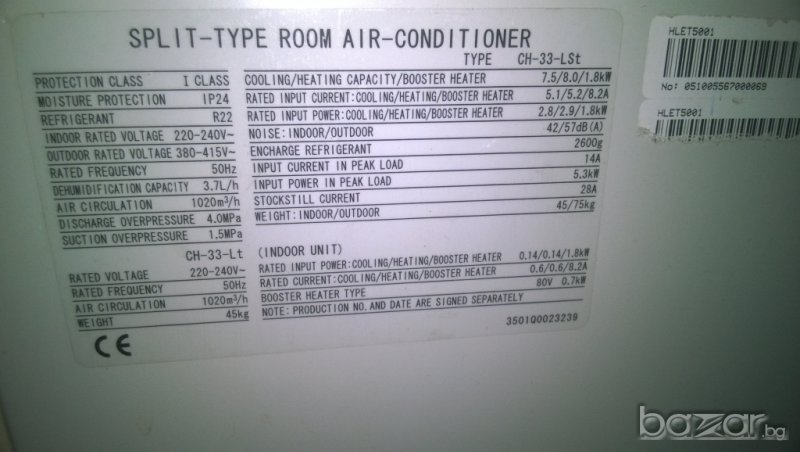 SPLIT-TYPE ROOM AIR-CONDITIONER
TYPE CH-33-LSt
PROTECTION CLASS I CLASS
MOISTURE PROTECTION IP24
REFRIGERANT R22
INDOOR RATED VOLTAGE 220-240V~
OUTDOOR RATED VOLTAGE 380-415V~
RATED FREQUENCY 50Hz
DEHUMIDIFICATION CAPACITY 3.7L/h
AIR CIRCULATION 1020m³/h
DISCHARGE OVERPRESSURE 4.0MPa
SUCTION OVERPRESSURE 1.5MPa
COOLING/HEATING CAPACITY/BOOSTER HEATER 7.5/8.0/1.8kW
RATED INPUT CURRENT:COOLING/HEATING/BOOSTER HEATER 5.1/5.2/8.2A
RATED INPUT POWER:COOLING/HEATING/BOOSTER HEATER 2.8/2.9/1.8kW
NOISE:INDOOR/OUTDOOR 42/57dB(A)
ENCHARGE REFRIGERANT 2600g
INPUT CURRENT IN PEAK LOAD 14A
INPUT POWER IN PEAK LOAD 5.3kW
STOCKSTILL CURRENT 28A
WEIGHT:INDOOR/OUTDOOR 45/75kg
CH-33-Lt (INDOOR UNIT)
RATED VOLTAGE 220-240V~
RATED FREQUENCY 50Hz
AIR CIRCULATION 1020m³/h
WEIGHT 45kg
RATED INPUT POWER:COOLING/HEATING/BOOSTER HEATER 0.14/0.14/1.8kW
RATED CURRENT:COOLING/HEATING/BOOSTER HEATER 0.6/0.6/8.2A
BOOSTER HEATER TYPE 80V 0.7kW
NOTE:PRODUCTION NO. AND DATE ARE SIGNED SEPARATELY
CE
3501Q0023239
HLET5001
No: 051005567000069
HLET5001
bazar.bg